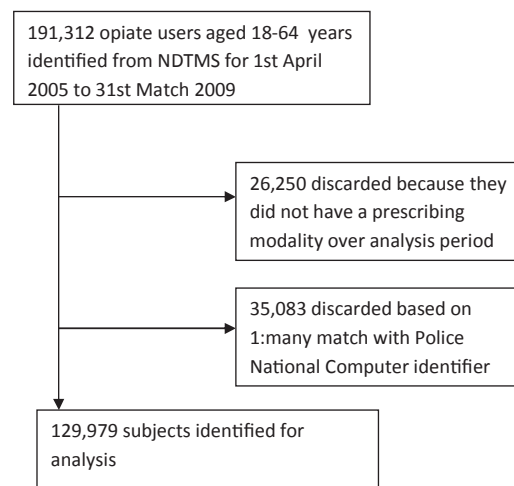 191,312 opiate users aged 18-64 years
identified from NDTMS for 1st April
2005 to 31st Match 2009
26,250 discarded because they
did not have a prescribing
modality over analysis period
35,083 discarded based on
1:many match with Police
National Computer identifier
129,979 subjects identified for
analysis